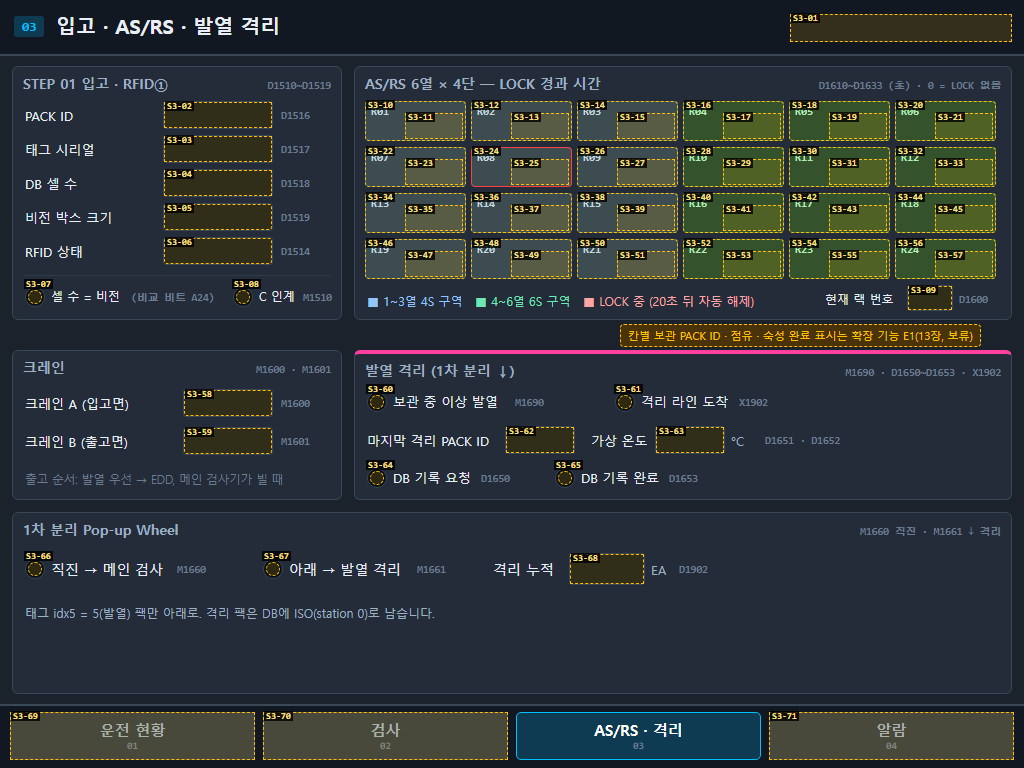 03 입고 · AS/RS · 발열 격리
S3-01
STEP 01 입고 · RFID① D1510~D1519
PACK ID S3-02 D1516
태그 시리얼 S3-03 D1517
DB 셀 수 S3-04 D1518
비전 박스 크기 S3-05 D1519
RFID 상태 S3-06 D1514
S3-07 셀 수 = 비전 (비교 비트 A24) S3-08 C 인계 M1510
AS/RS 6열 × 4단 — LOCK 경과 시간 D1610~D1633 (초) · 0 = LOCK 없음
S3-10 S3-12 S3-14 S3-16 S3-18 S3-20
R01 R02 R03 R04 R05 R06
S3-11 S3-13 S3-15 S3-17 S3-19 S3-21
S3-22 S3-24 S3-26 S3-28 S3-30 S3-32
R07 R08 R09 R10 R11 R12
S3-23 S3-25 S3-27 S3-29 S3-31 S3-33
S3-34 S3-36 S3-38 S3-40 S3-42 S3-44
R13 R14 R15 R16 R17 R18
S3-35 S3-37 S3-39 S3-41 S3-43 S3-45
S3-46 S3-48 S3-50 S3-52 S3-54 S3-56
R19 R20 R21 R22 R23 R24
S3-47 S3-49 S3-51 S3-53 S3-55 S3-57
1~3열 4S 구역 4~6열 6S 구역 LOCK 중 (20초 뒤 자동 해제) 현재 랙 번호 S3-09 D1600
칸별 보관 PACK ID · 점유 · 숙성 완료 표시는 확장 기능 E1(13장, 보류)
크레인 M1600 · M1601
크레인 A (입고면) S3-58 M1600
크레인 B (출고면) S3-59 M1601
출고 순서: 발열 우선 → EDD, 메인 검사기가 빌 때
발열 격리 (1차 분리 ↓) M1690 · D1650~D1653 · X1902
S3-60 보관 중 이상 발열 M1690 S3-61 격리 라인 도착 X1902
마지막 격리 PACK ID S3-62 가상 온도 S3-63 °C D1651 · D1652
S3-64 DB 기록 요청 D1650 S3-65 DB 기록 완료 D1653
1차 분리 Pop-up Wheel M1660 직진 · M1661 ↓ 격리
S3-66 직진 → 메인 검사 M1660 S3-67 아래 → 발열 격리 M1661 격리 누적 S3-68 EA D1902
태그 idx5 = 5(발열) 팩만 아래로. 격리 팩은 DB에 ISO(station 0)로 남습니다.
S3-69 운전 현황 S3-70 검사 AS/RS · 격리 S3-71 알람
01 02 03 04